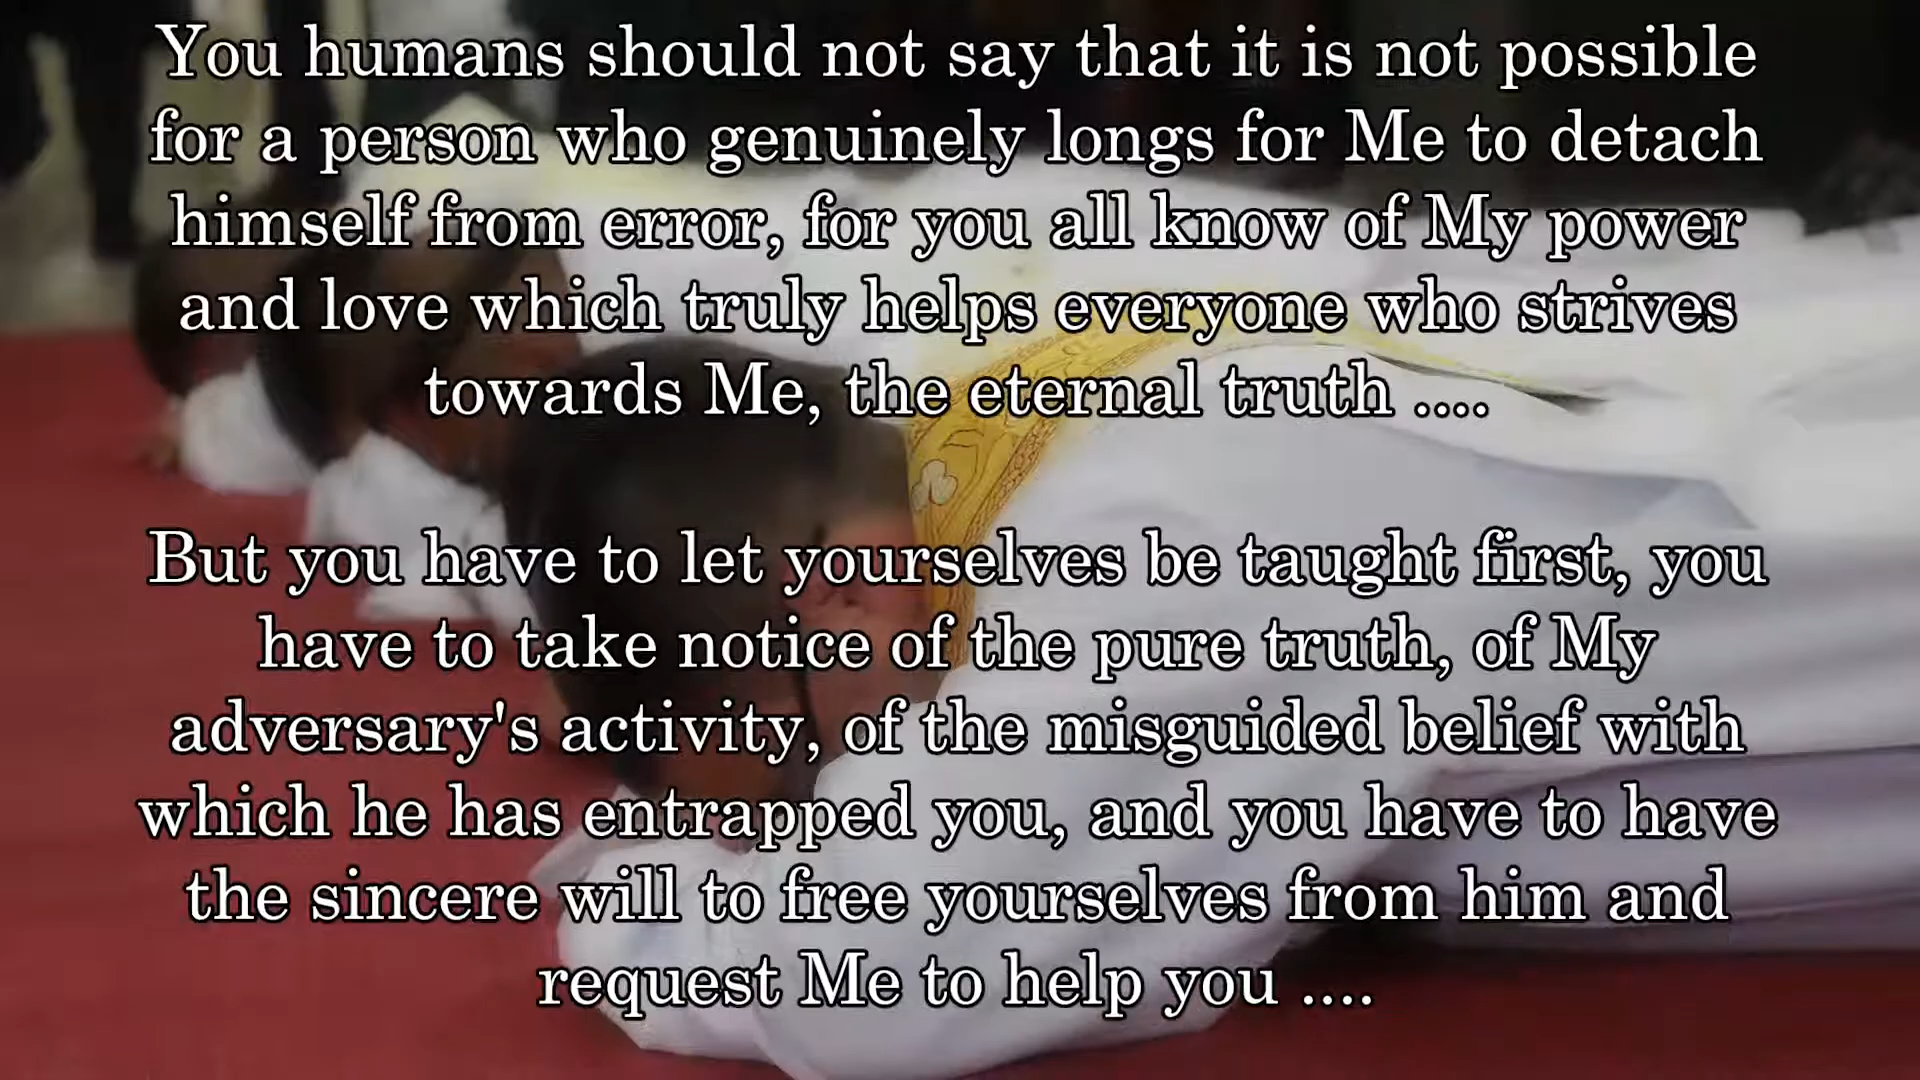 You humans should not say that it is not possible
for a person who genuinely longs for Me to detach
himself from error, for you all know of My power
and love which truly helps everyone who strives
towards Me, the eternal truth ....
But you have to let yourselves be taught first, you
have to take notice of the pure truth, of My
adversary's activity, of the misguided belief with
which he has entrapped you, and you have to have
the sincere will to free yourselves from him and
request Me to help you ....